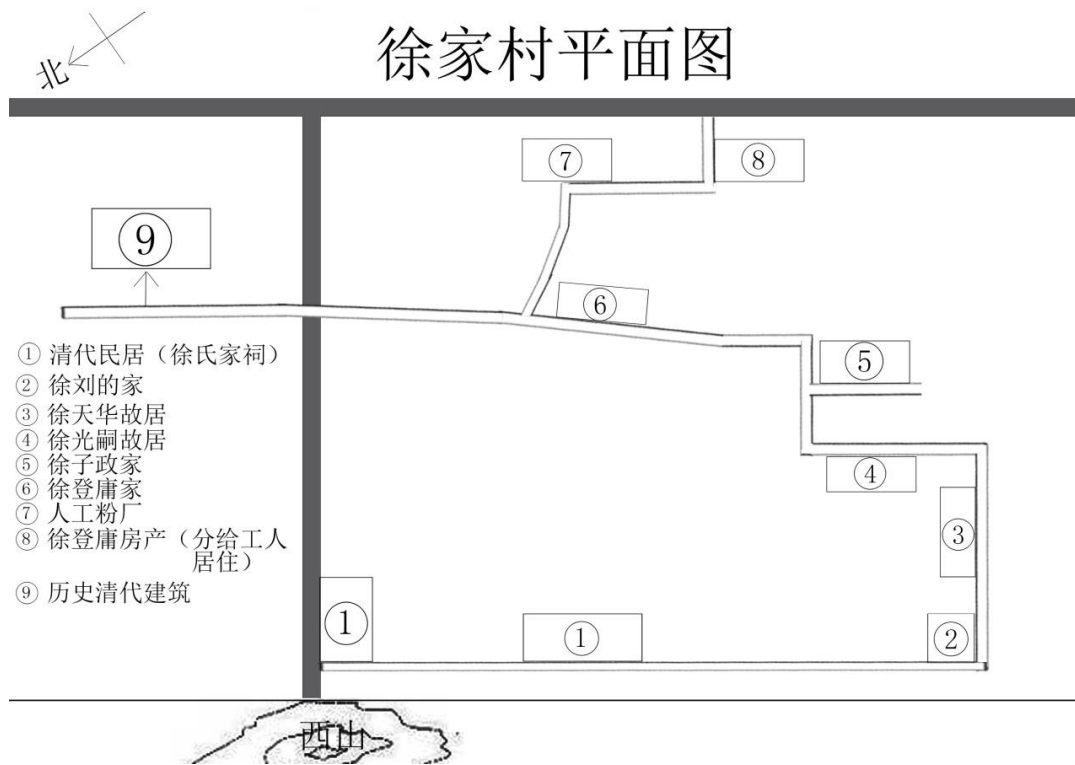 徐家村平面图
北
⑦
⑧
⑨
⑥
⑤
① 清代民居（徐氏家祠）
② 徐刘的家
③ 徐天华故居
④ 徐光嗣故居
⑤ 徐子政家
⑥ 徐登庸家
⑦ 人工粉厂
⑧ 徐登庸房产（分给工人
居住）
⑨ 历史清代建筑
④
③
①
①
②
西山